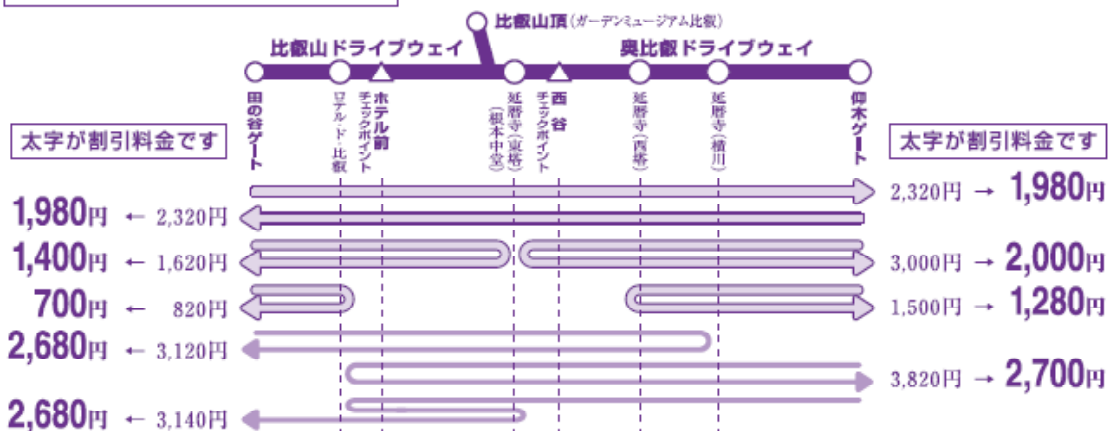 比叡山頂(ガーデンミュージアム比叡)
比叡山ドライブウェイ
奥比叡ドライブウェイ
田の谷ゲート
ロテル・ド・比叡
ホテル前
チェックポイント
延暦寺(東塔)
(根本中堂)
西谷
チェックポイント
延暦寺(西塔)
延暦寺(横川)
仰木ゲート
太字が割引料金です
太字が割引料金です
2,320円 → 1,980円
1,980円 ← 2,320円
1,400円 ← 1,620円
3,000円 → 2,000円
700円 ← 820円
1,500円 → 1,280円
2,680円 ← 3,120円
3,820円 → 2,700円
2,680円 ← 3,140円